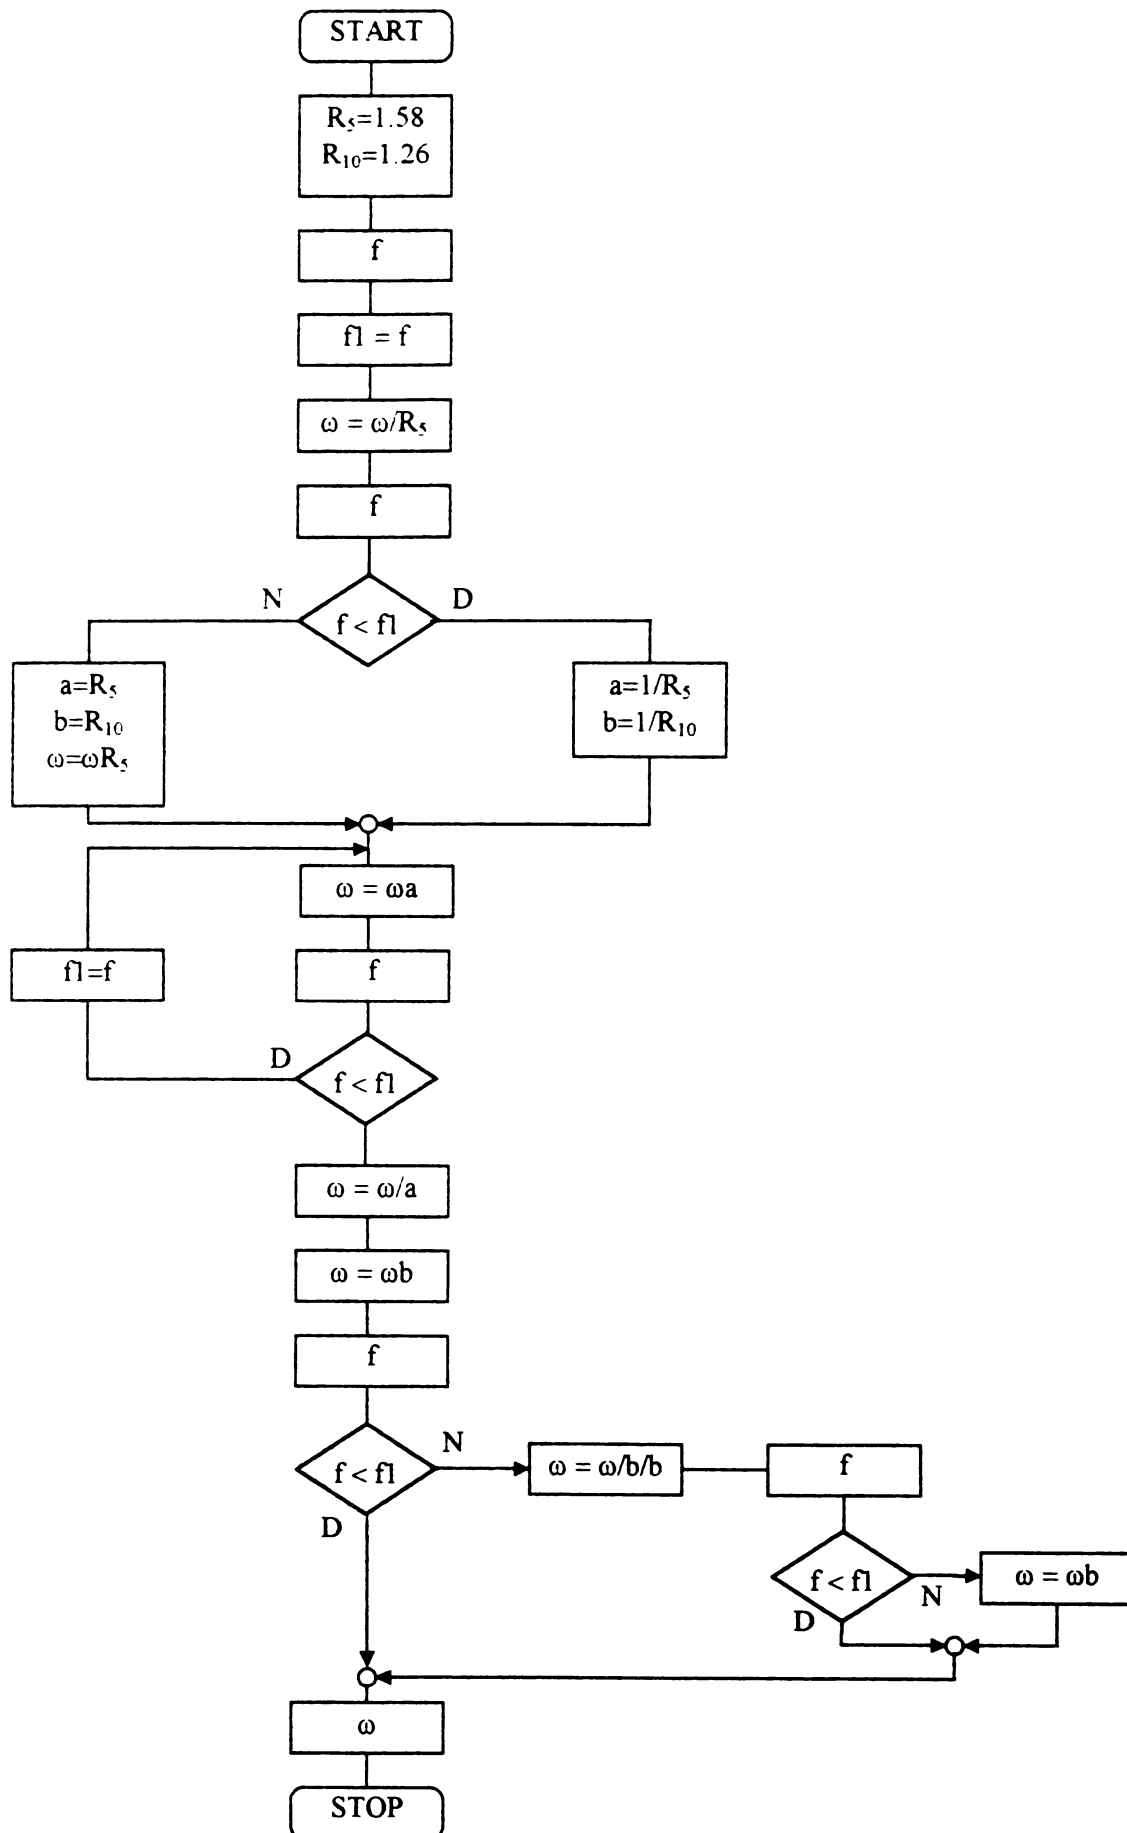 START
R₅=1.58
R₁₀=1.26
f
f1 = f
ω = ω/R₅
f
N
D
f < f1
a=R₅
b=R₁₀
ω=ωR₅
a=1/R₅
b=1/R₁₀
ω = ωa
f1=f
f
D
f < f1
ω = ω/a
ω = ωb
f
f < f1
N
D
ω = ω/b/b
f
f < f1
N
D
ω = ωb
ω
STOP